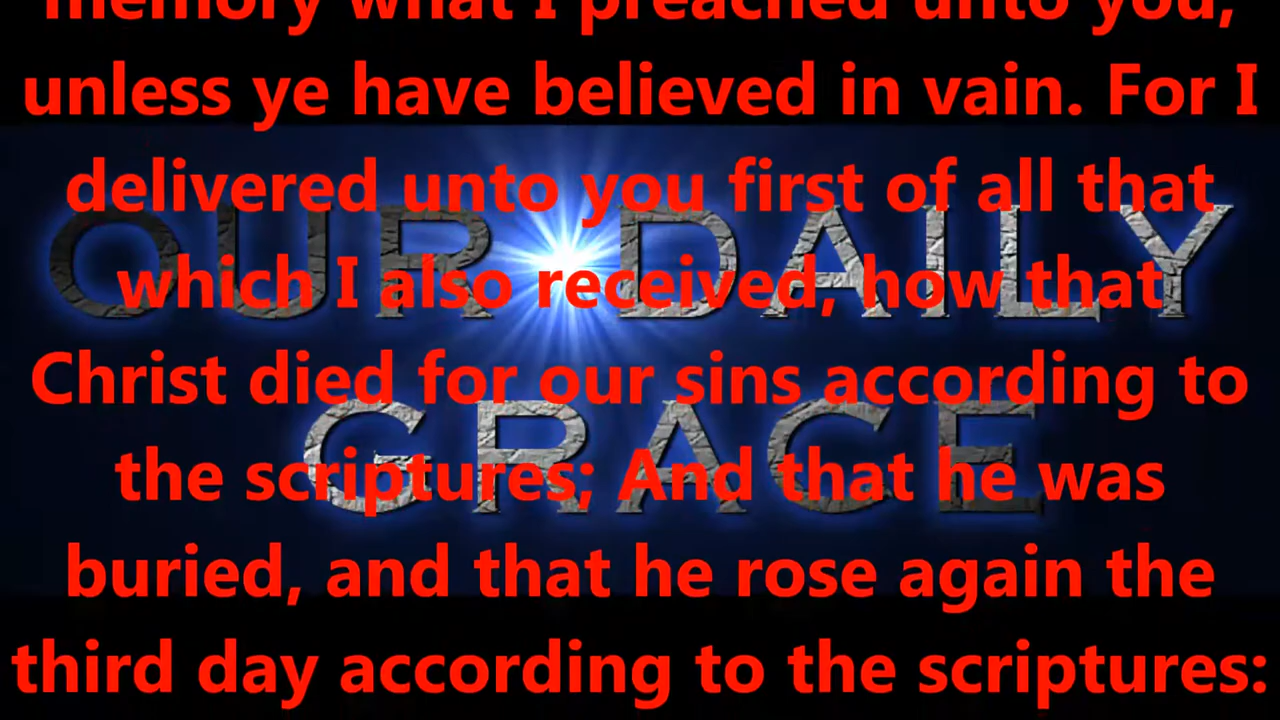 memory what I preached unto you,
unless ye have believed in vain. For I
delivered unto you first of all that
which I also received, how that
Christ died for our sins according to
the scriptures; And that he was
buried, and that he rose again the
third day according to the scriptures:
OUR DAILY
GRACE